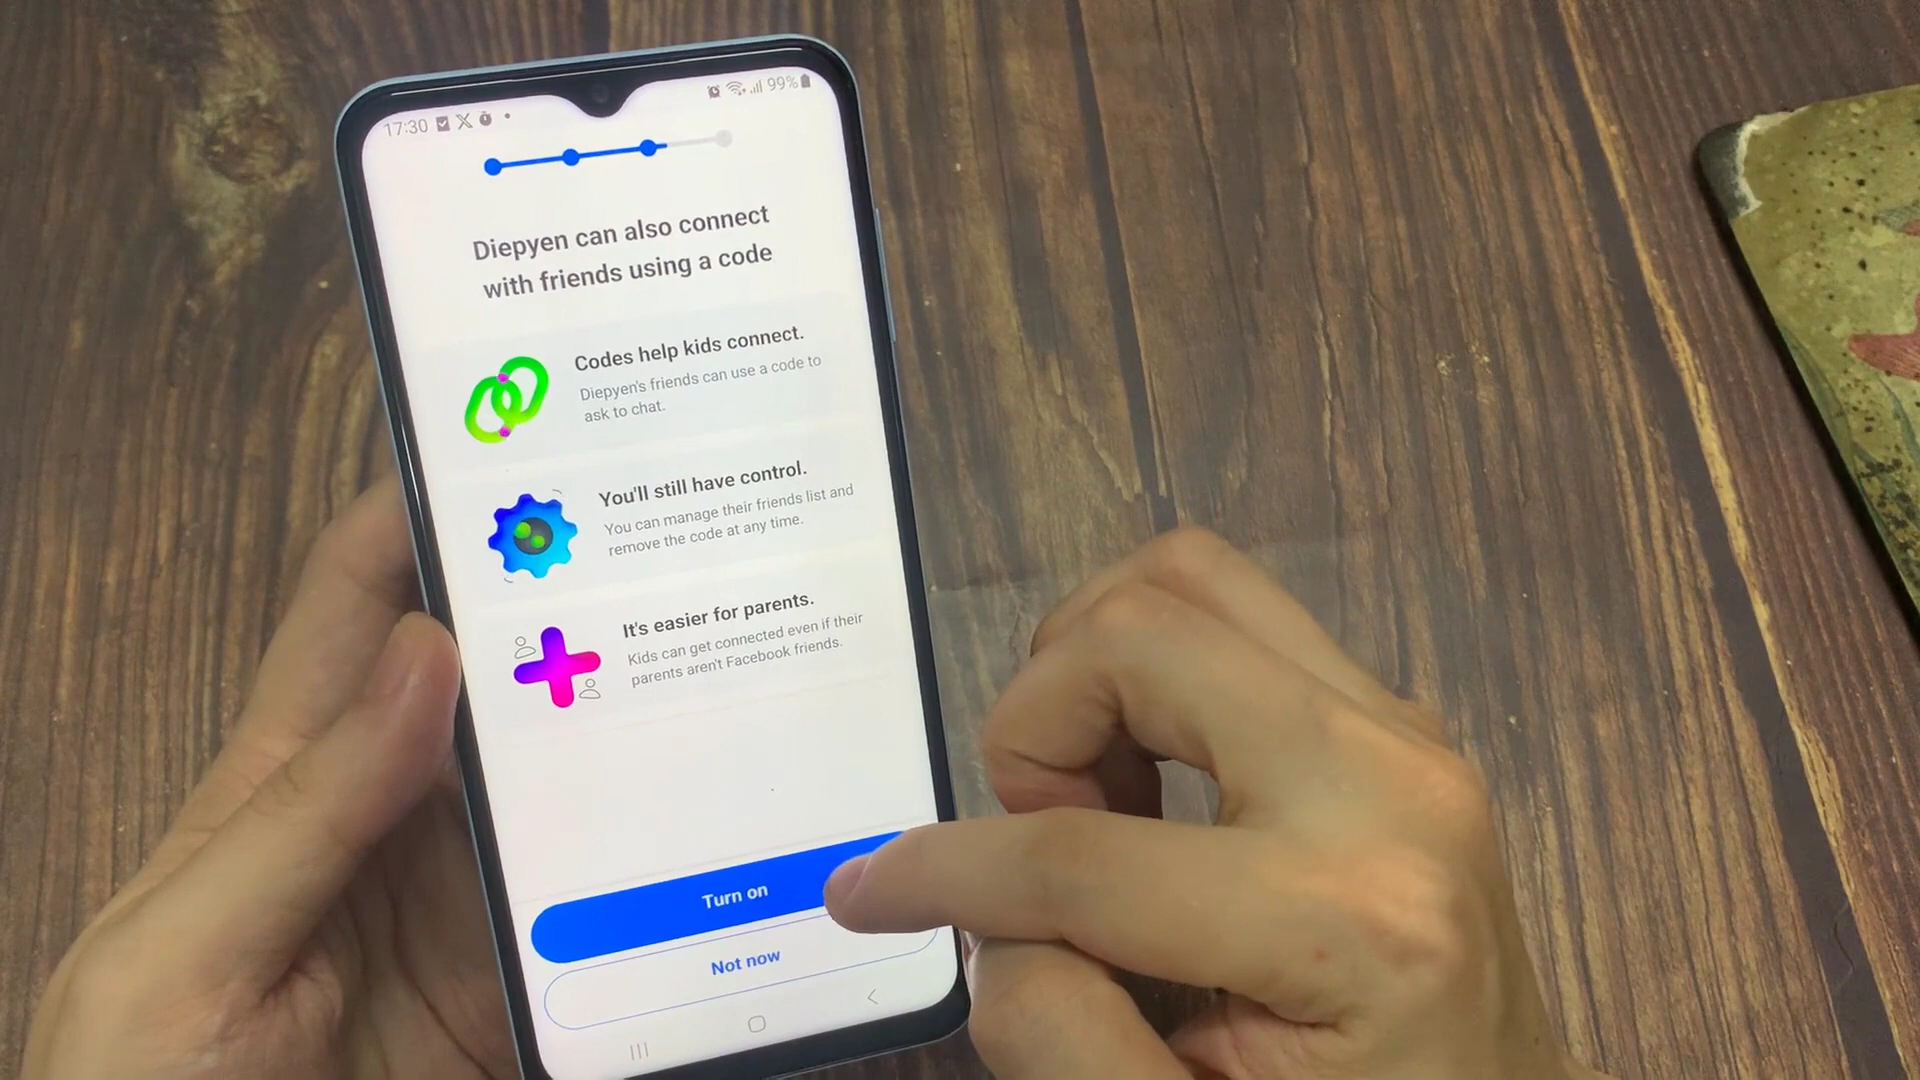 17:30
99%
Diepyen can also connect
with friends using a code
Codes help kids connect.
Diepyen's friends can use a code to
ask to chat.
You'll still have control.
You can manage their friends list and
remove the code at any time.
It's easier for parents.
Kids can get connected even if their
parents aren't Facebook friends.
Turn on
Not now